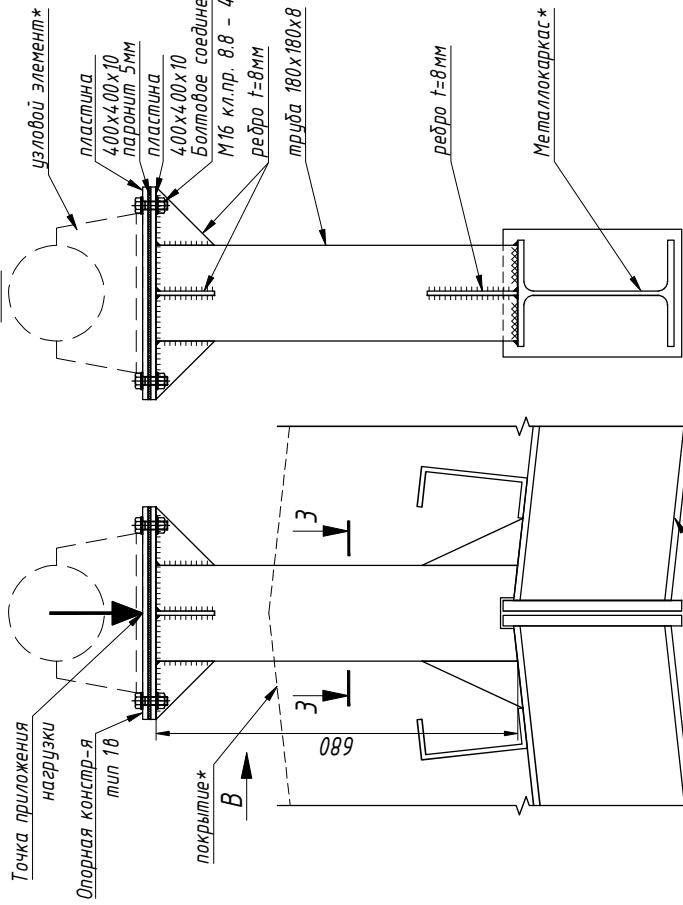 узловой элемент*
пластина
400х400х10
паронит 5мм
пластина
400х400х10
Болтовое соедине
М16 кл.пр. 8.8 - 4
ребро t=8мм
труба 180х180х8
ребро t=8мм
Металлокаркас*
Точка приложения
нагрузки
Опорная констр-я
тип 1В
покрытие*
В
3
3
680